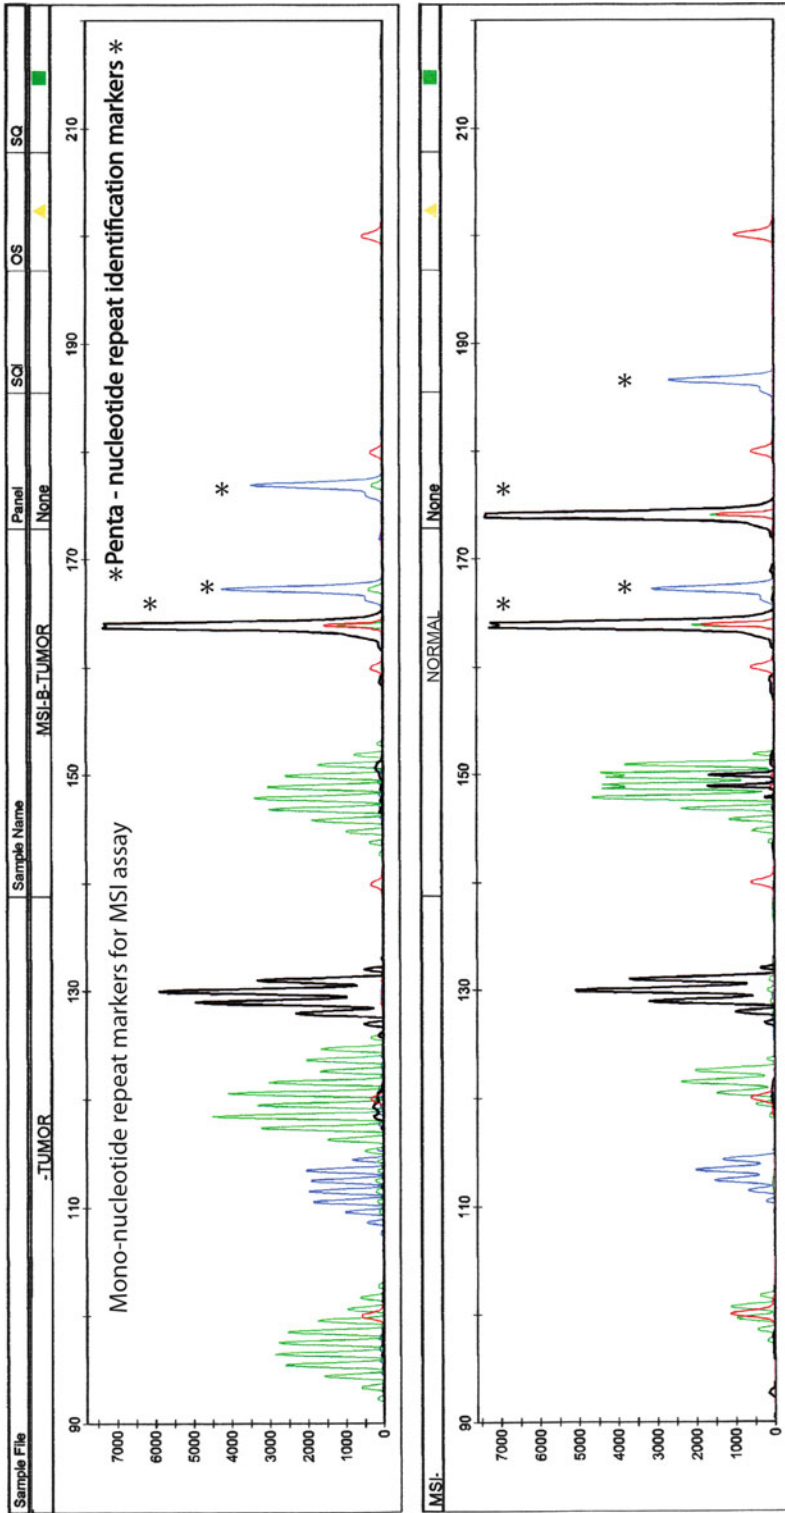 Sample File Sample Name Panel SQI OS SQ
-TUMOR MSI-B-TUMOR None
90 110 130 150 170 190 210
Mono-nucleotide repeat markers for MSI assay
*Penta - nucleotide repeat identification markers *
* * *
7000
6000
5000
4000
3000
2000
1000
0
MSI- NORMAL None
90 110 130 150 170 190 210
* * * *
7000
6000
5000
4000
3000
2000
1000
0